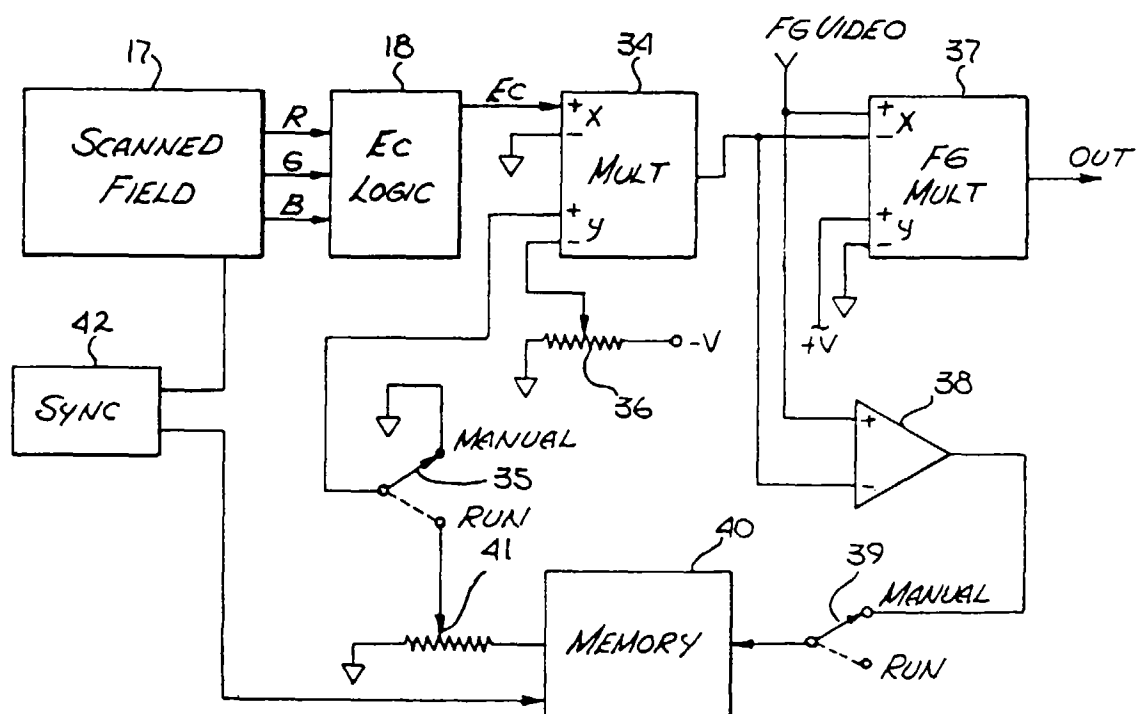 FG VIDEO
17
18
34
37
SCANNED
FIELD
R
G
B
EC
LOGIC
EC
+
X
-
MULT
+
Y
-
+
X
-
FG
MULT
+
Y
-
OUT
42
SYNC
-V
36
+V
38
+
-
MANUAL
35
RUN
41
40
MEMORY
39
MANUAL
RUN